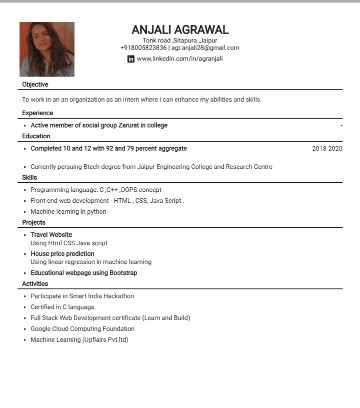 ANJALI AGRAWAL
Tonk road ,Sitapura ,Jaipur
+918005823836 | agr.anjali28@gmail.com
in www.linkedin.com/in/agranjali
Objective
To work in an an organization as an intern where I can enhance my abilities and skills.
Experience
• Active member of social group Zarurat in college -
Education
• Completed 10 and 12 with 92 and 79 percent aggregate 2018-2020
• Currently persuing Btech degree from Jaipur Engineering College and Research Centre
Skills
• Programming language: C ,C++ ,OOPS concept
• Front end web development - HTML , CSS, Java Script .
• Machine learning in python
Projects
• Travel Website
Using Html CSS Java script
• House price prediction
Using linear regression in machine learning
• Educational webpage using Bootstrap
Activities
• Participate in Smart India Hackathon
• Certified in C language.
• Full Stack Web Development certificate (Learn and Build)
• Google Cloud Computing Foundation
• Machine Learning (Upflairs Pvt.ltd)